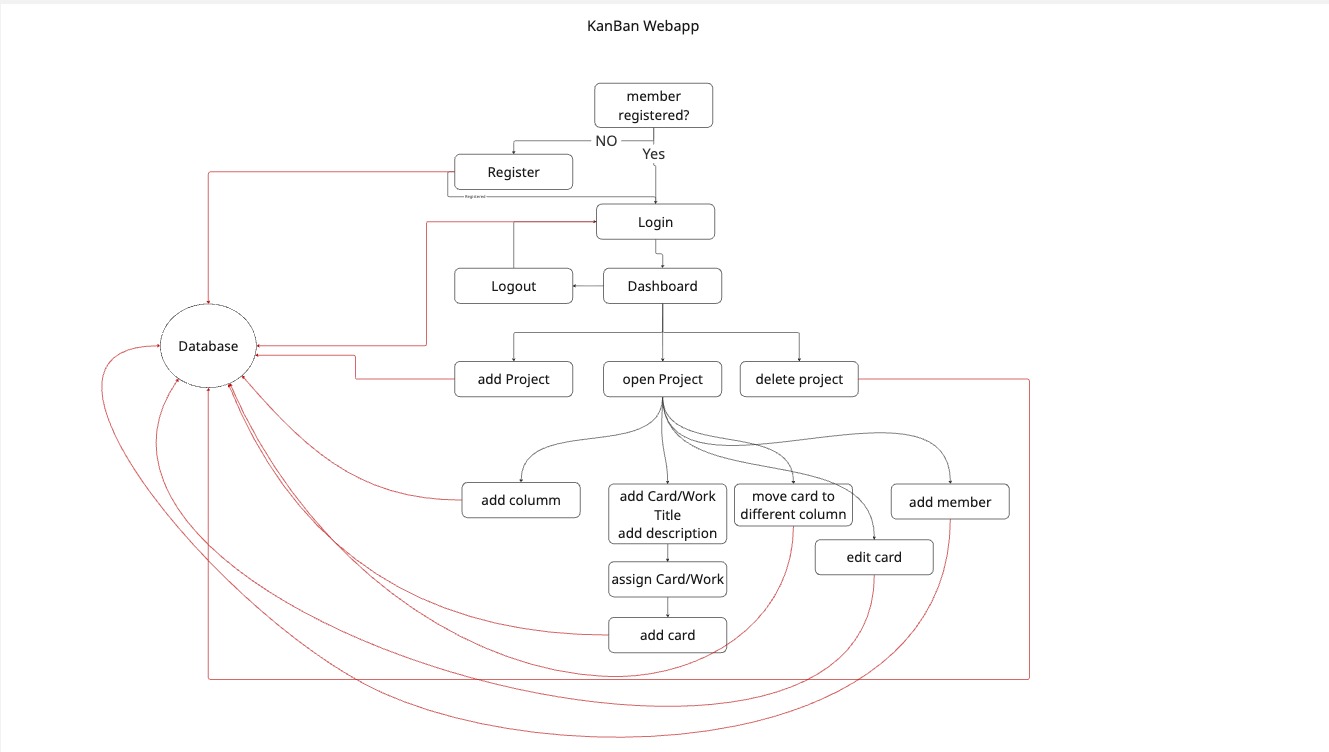 KanBan Webapp
member
registered?
NO
Yes
Register
Registered
Login
Logout
Dashboard
Database
add Project
open Project
delete project
add columm
add Card/Work
Title
add description
move card to
different column
add member
edit card
assign Card/Work
add card